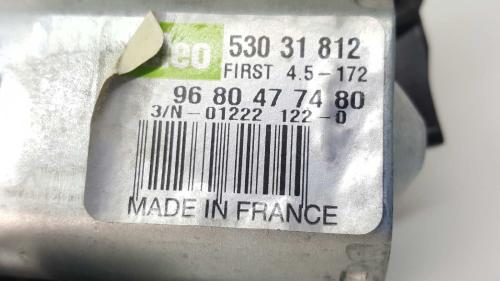 eo 530 31 812
FIRST 4.5-172
96 80 47 74 80
3/N-01222 122-0
MADE IN FRANCE